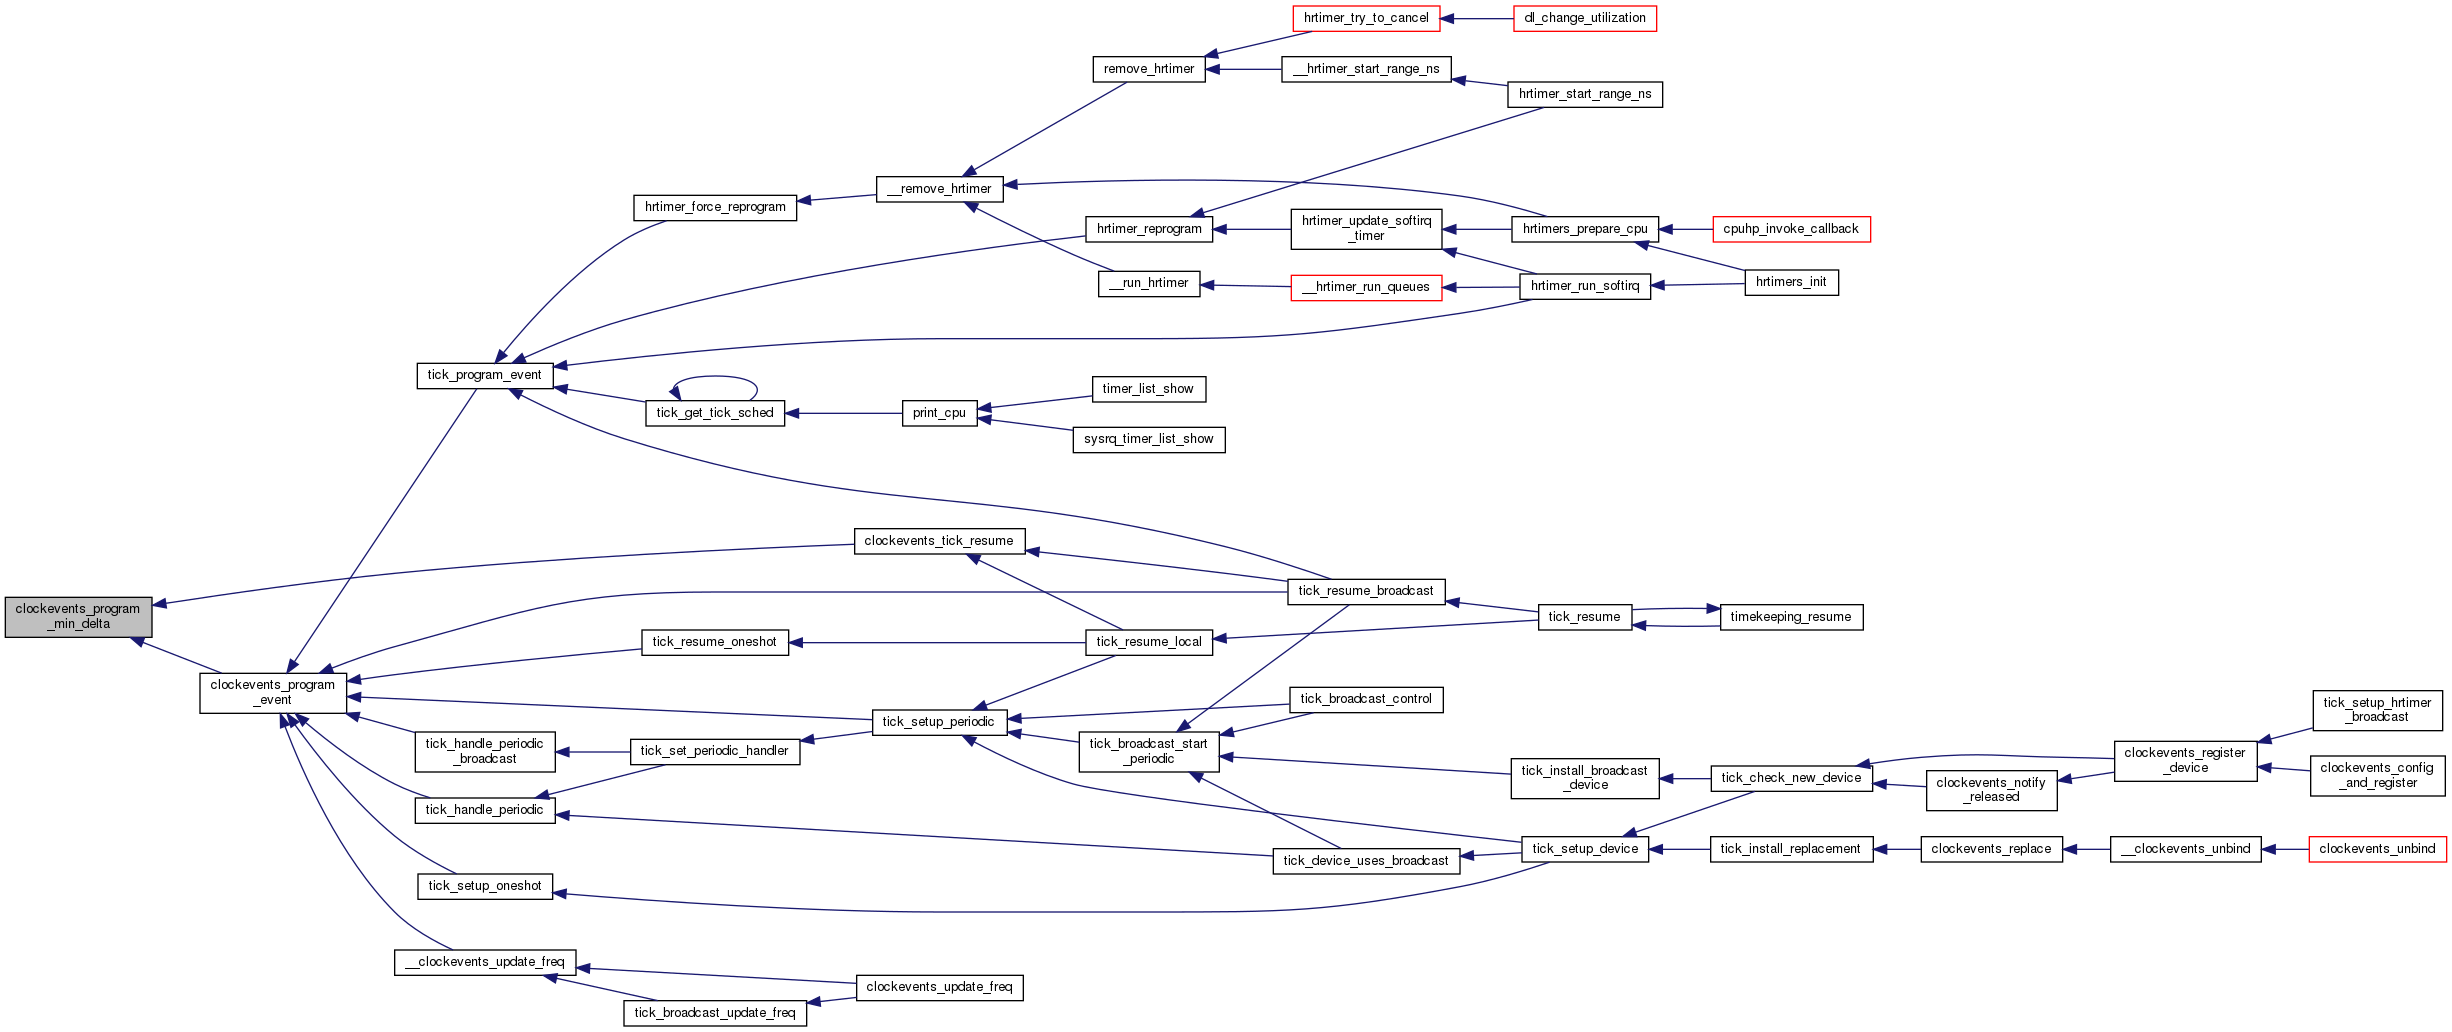 hrtimer_try_to_cancel
dl_change_utilization
remove_hrtimer
__hrtimer_start_range_ns
hrtimer_start_range_ns
__remove_hrtimer
hrtimer_force_reprogram
hrtimer_reprogram
hrtimer_update_softirq
_timer
hrtimers_prepare_cpu
cpuhp_invoke_callback
__run_hrtimer
__hrtimer_run_queues
hrtimer_run_softirq
hrtimers_init
tick_program_event
tick_get_tick_sched
print_cpu
timer_list_show
sysrq_timer_list_show
clockevents_tick_resume
clockevents_program
_min_delta
tick_resume_broadcast
tick_resume
timekeeping_resume
tick_resume_oneshot
tick_resume_local
clockevents_program
_event
tick_setup_periodic
tick_broadcast_control
tick_handle_periodic
_broadcast
tick_set_periodic_handler
tick_broadcast_start
_periodic
tick_install_broadcast
_device
tick_check_new_device
clockevents_notify
_released
clockevents_register
_device
tick_setup_hrtimer
_broadcast
clockevents_config
_and_register
tick_handle_periodic
tick_device_uses_broadcast
tick_setup_device
tick_install_replacement
clockevents_replace
__clockevents_unbind
clockevents_unbind
tick_setup_oneshot
__clockevents_update_freq
clockevents_update_freq
tick_broadcast_update_freq